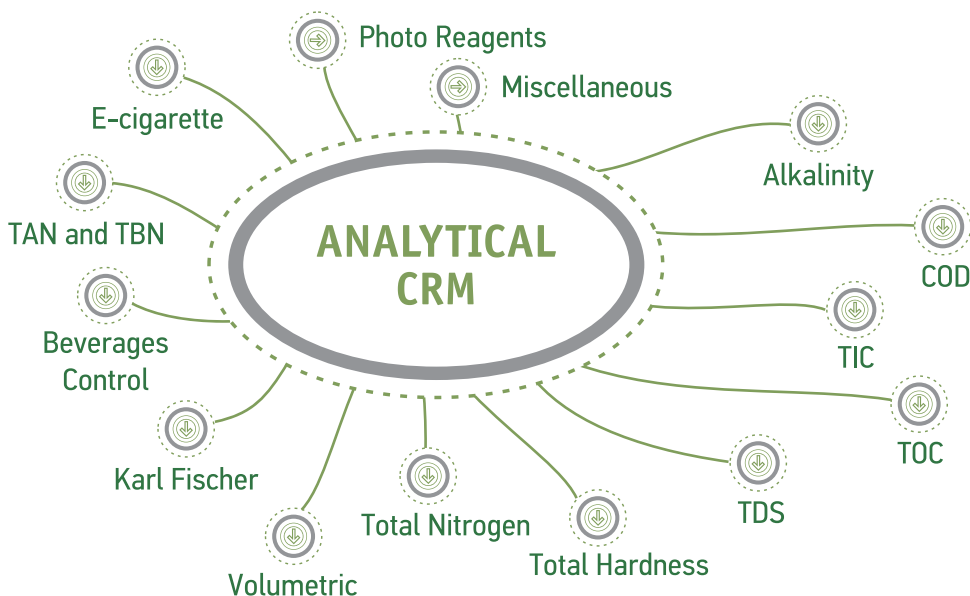 Photo Reagents
Miscellaneous
E-cigarette
Alkalinity
TAN and TBN
ANALYTICAL
CRM
COD
Beverages
Control
TIC
TOC
Karl Fischer
TDS
Total Nitrogen
Total Hardness
Volumetric